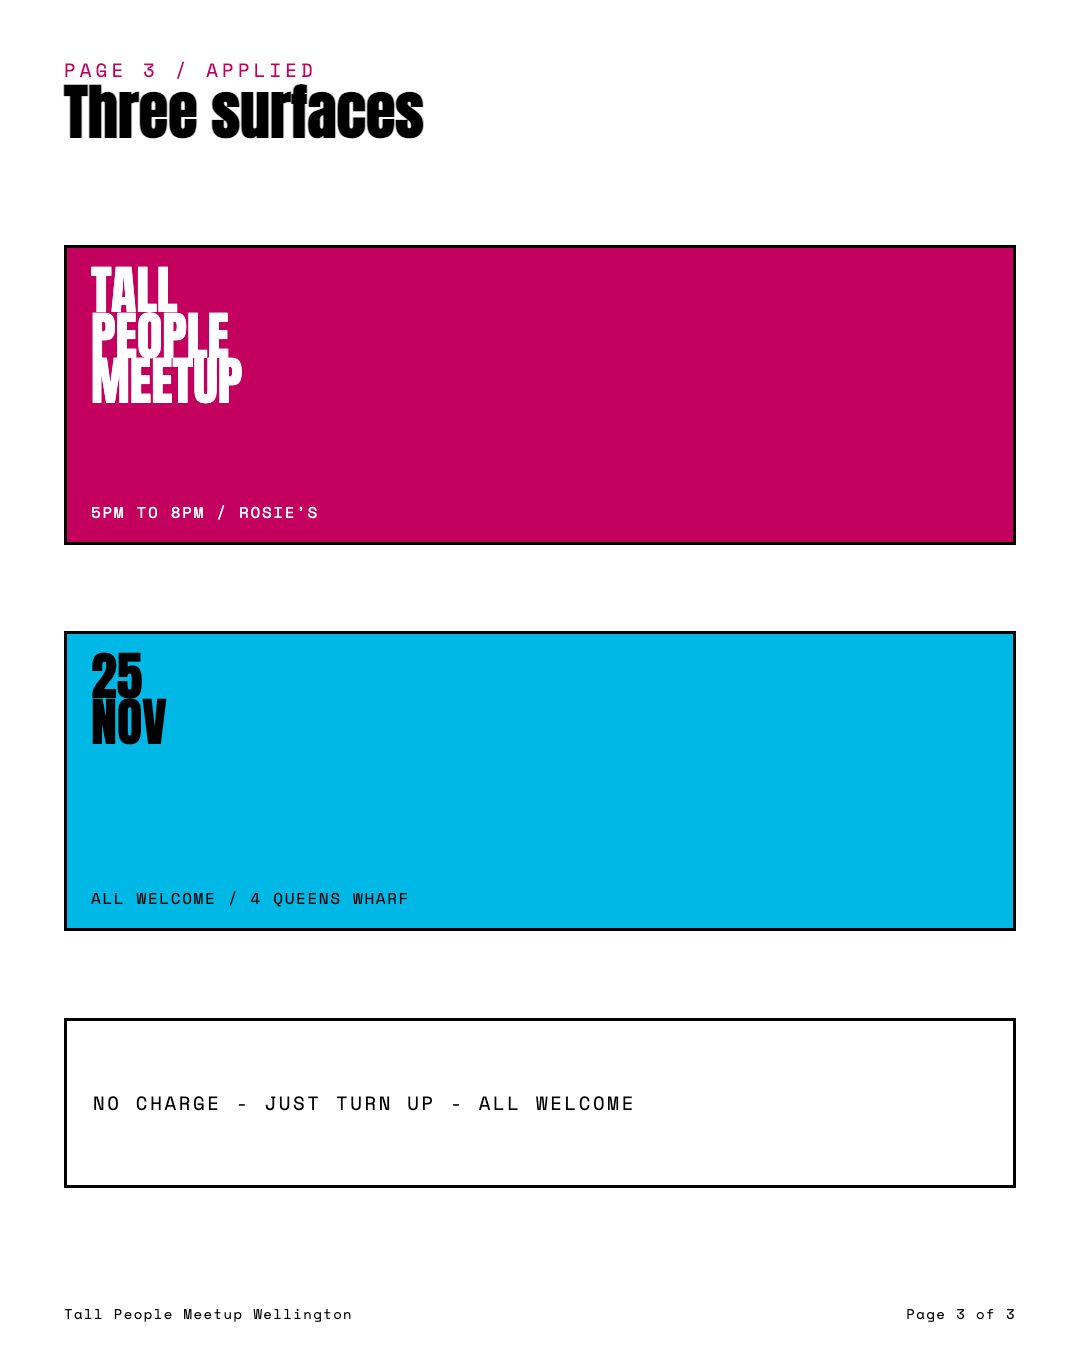 PAGE 3 / APPLIED
Three surfaces
TALL
PEOPLE
MEETUP
5PM TO 8PM / ROSIE'S
25
NOV
ALL WELCOME / 4 QUEENS WHARF
NO CHARGE - JUST TURN UP - ALL WELCOME
Tall People Meetup Wellington
Page 3 of 3